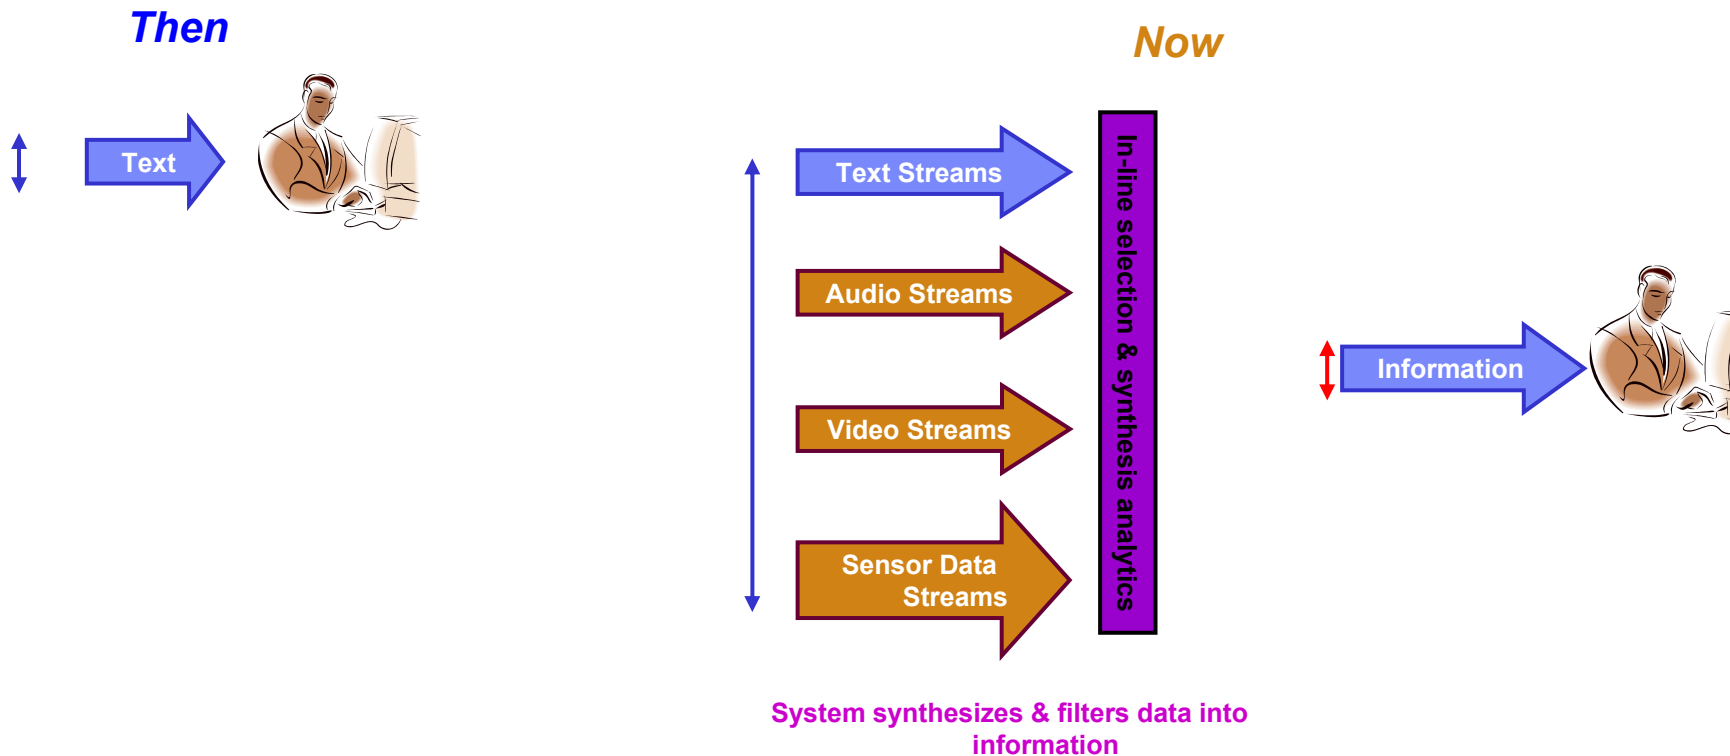 Then
Now
Text
Text Streams
Audio Streams
Video Streams
Sensor Data
Streams
In-line selection & synthesis analytics
Information
System synthesizes & filters data into
information